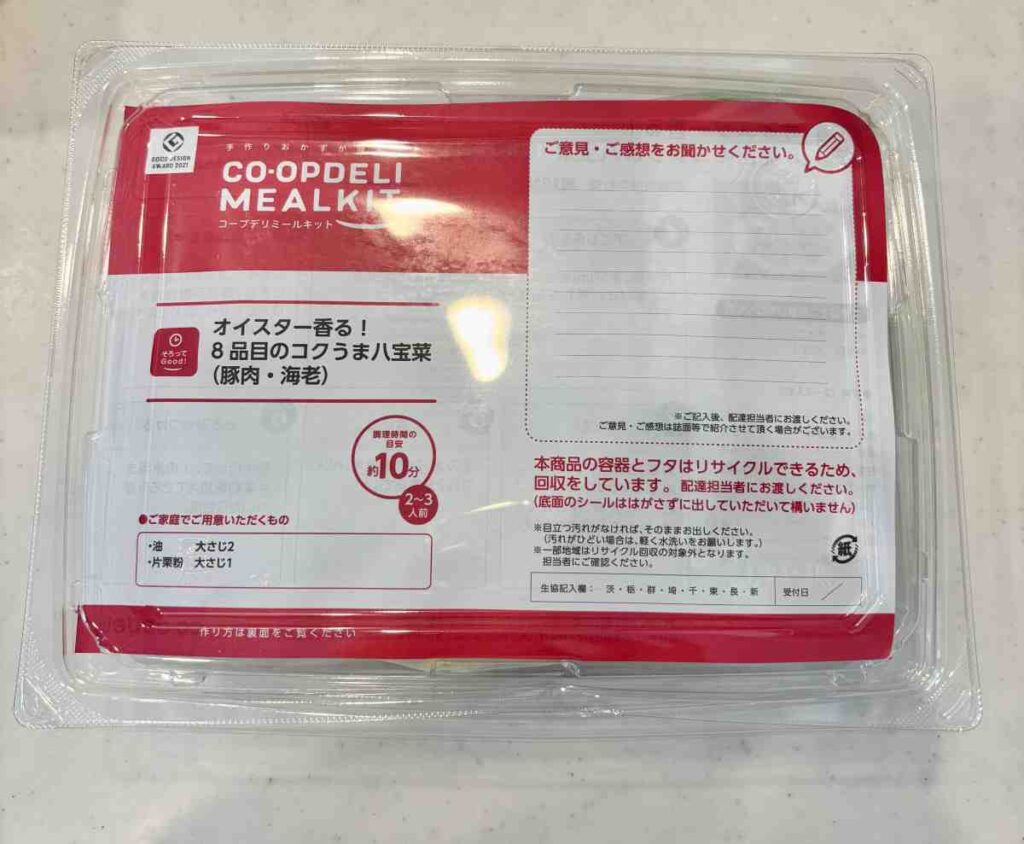 GOOD DESIGN
AWARD 2021
手作りおかずが
CO-OPDELI
MEALKIT
コープデリミールキット
そろって
Good!
オイスター香る！
8品目のコクうま八宝菜
(豚肉・海老)
調理時間の
目安
約10分
2〜3
人前
●ご家庭でご用意いただくもの
・油 大さじ2
・片栗粉 大さじ1
作り方は裏面をご覧ください
ご意見・ご感想をお聞かせください。
※ご記入後、配達担当者にお渡しください。
ご意見・ご感想は誌面等で紹介させて頂く場合がございます。
本商品の容器とフタはリサイクルできるため、
回収をしています。配達担当者にお渡しください。
(底面のシールははがさずに出していただいて構いません)
※目立つ汚れがなければ、そのままお出しください。
(汚れがひどい場合は、軽く水洗いをお願いします。)
※一部地域はリサイクル回収の対象外となります。
担当者にご確認ください。
紙
生協記入欄： 茨・栃・群・埼・千・東・長・新
受付日 ／